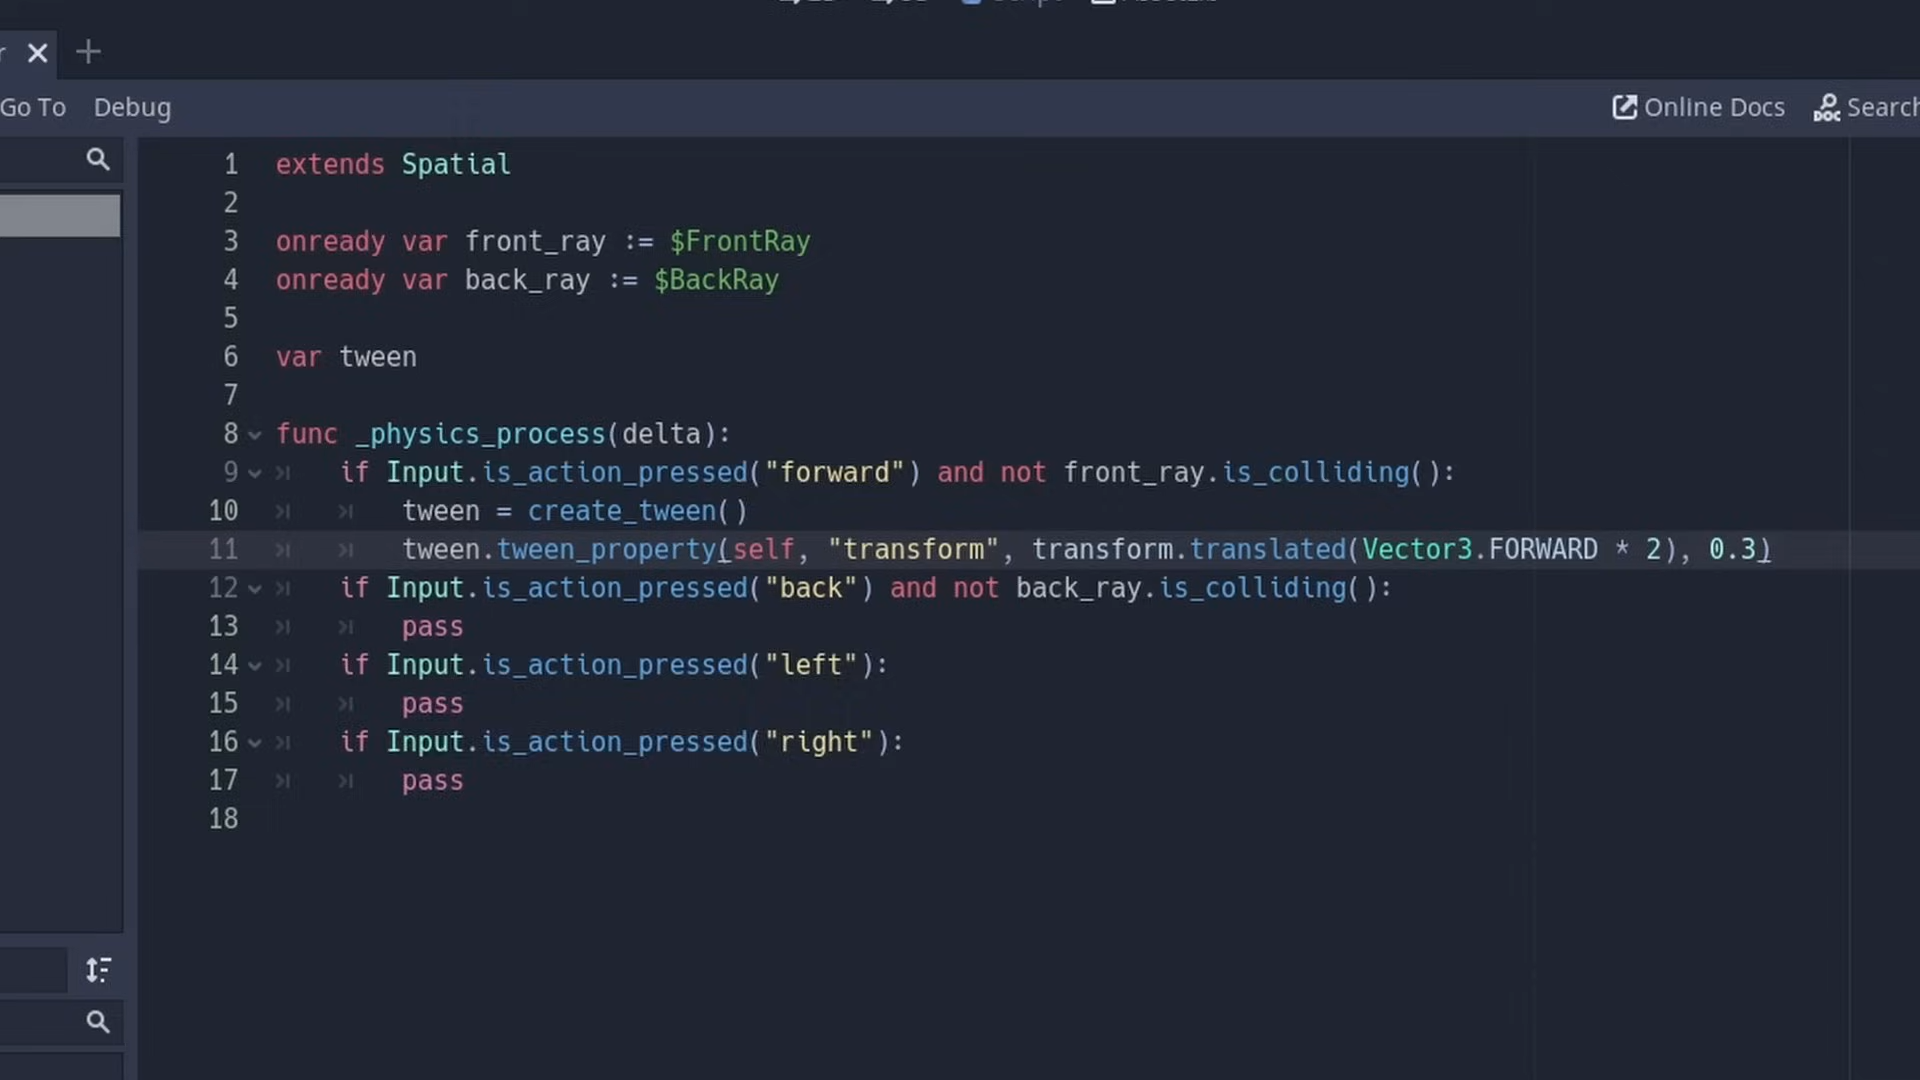 Go To Debug Online Docs Search
1 extends Spatial
2
3 onready var front_ray := $FrontRay
4 onready var back_ray := $BackRay
5
6 var tween
7
8 func _physics_process(delta):
9 if Input.is_action_pressed("forward") and not front_ray.is_colliding():
10 tween = create_tween()
11 tween.tween_property(self, "transform", transform.translated(Vector3.FORWARD * 2), 0.3)
12 if Input.is_action_pressed("back") and not back_ray.is_colliding():
13 pass
14 if Input.is_action_pressed("left"):
15 pass
16 if Input.is_action_pressed("right"):
17 pass
18